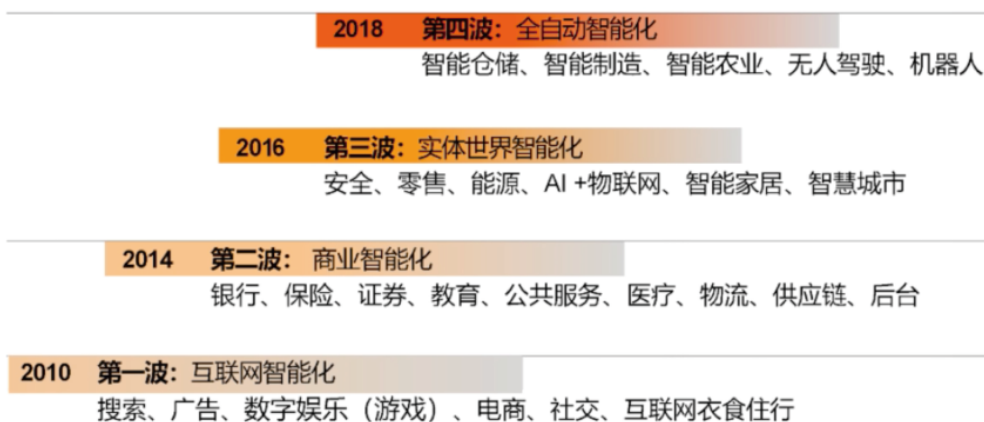 2018 第四波：全自动智能化
智能仓储、智能制造、智能农业、无人驾驶、机器人
2016 第三波：实体世界智能化
安全、零售、能源、AI +物联网、智能家居、智慧城市
2014 第二波： 商业智能化
银行、保险、证券、教育、公共服务、医疗、物流、供应链、后台
2010 第一波：互联网智能化
搜索、广告、数字娱乐（游戏）、电商、社交、互联网衣食住行